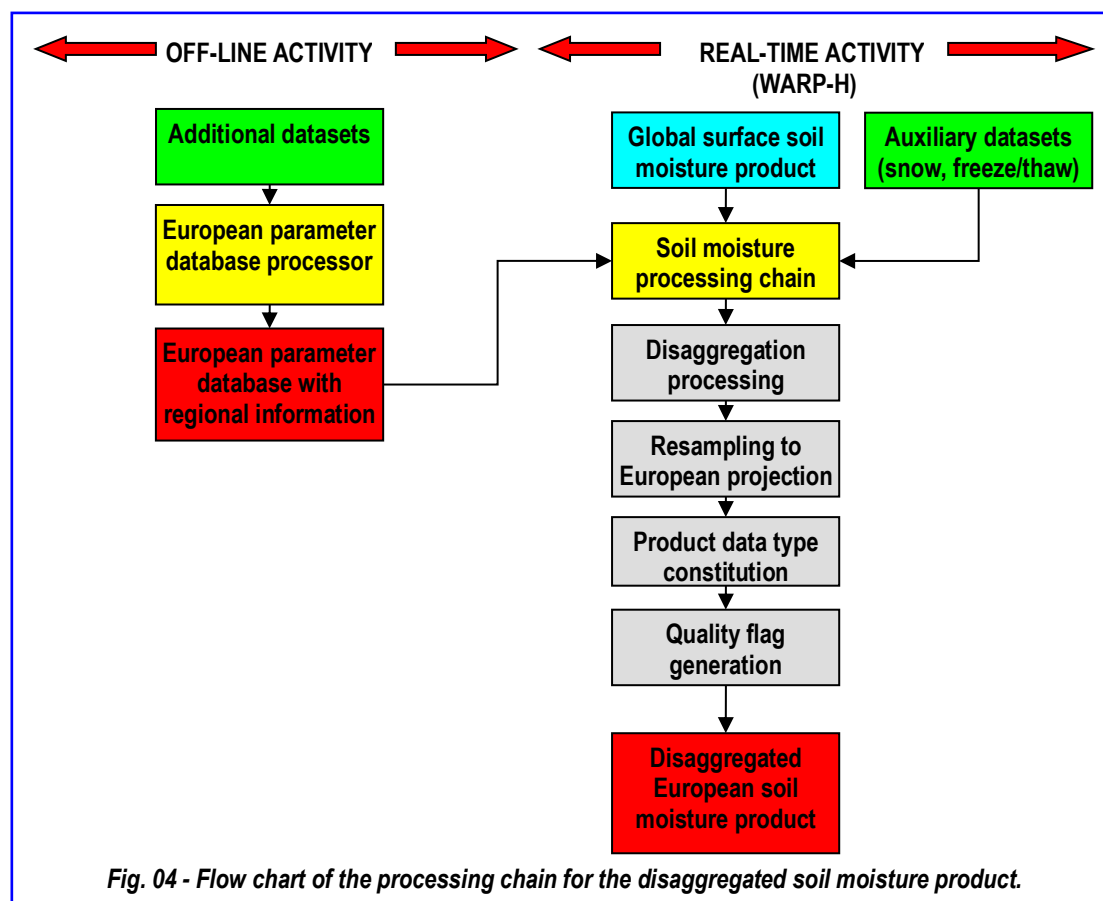 OFF-LINE ACTIVITY
REAL-TIME ACTIVITY
(WARP-H)
Additional datasets
European parameter
database processor
European parameter
database with
regional information
Global surface soil
moisture product
Auxiliary datasets
(snow, freeze/thaw)
Soil moisture
processing chain
Disaggregation
processing
Resampling to
European projection
Product data type
constitution
Quality flag
generation
Disaggregated
European soil
moisture product
Fig. 04 - Flow chart of the processing chain for the disaggregated soil moisture product.